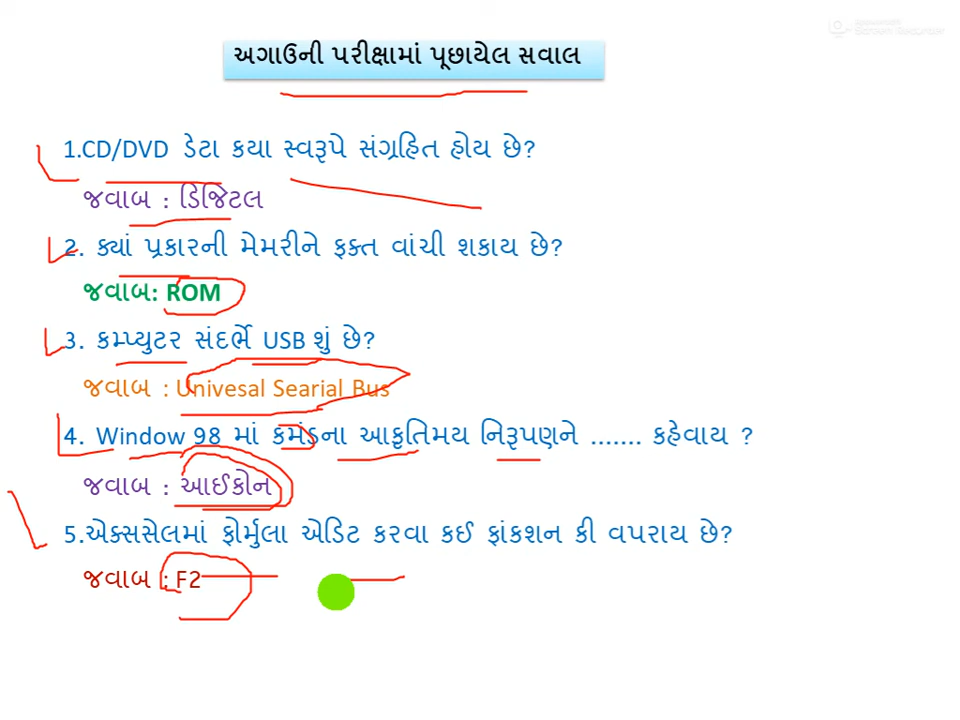 અગાઉની પરીક્ષામાં પૂછાયેલ સવાલ
1.CD/DVD ડેટા કયા સ્વરૂપે સંગ્રહિત હોય છે?
જવાબ : ડિજિટલ
2. ક્યાં પ્રકારની મેમરીને ફક્ત વાંચી શકાય છે?
જવાબ: ROM
3. કમ્પ્યુટર સંદર્ભે USB શું છે?
જવાબ : Univesal Searial Bus
4. Window 98 માં કમંડના આકૃતિમય નિરૂપણને ....... કહેવાય ?
જવાબ : આઈકોન
5.એક્સસેલમાં ફોર્મુલા એડિટ કરવા કઈ ફાંકશન કી વપરાય છે?
જવાબ : F2